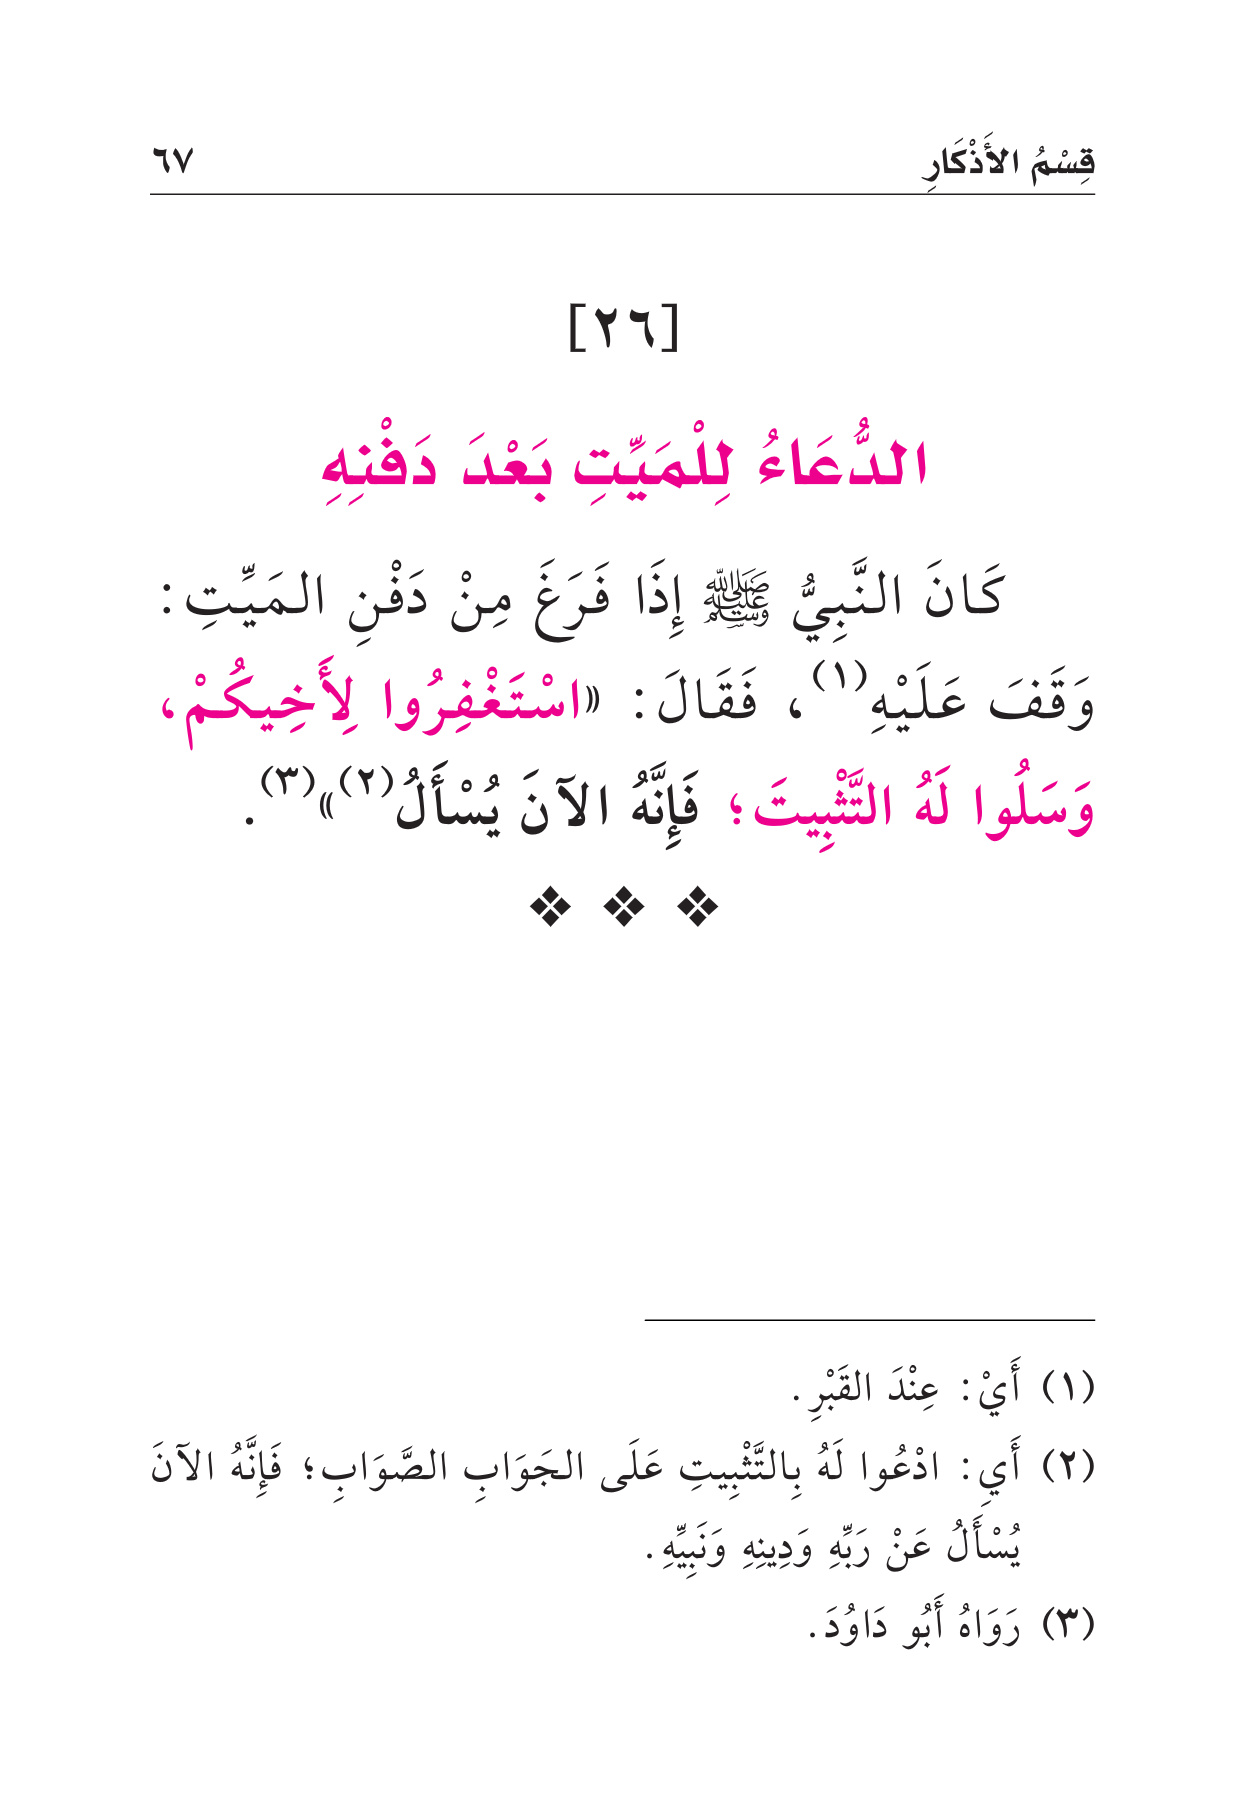 قِسْمُ الأَذْكَارِ ٦٧
[٢٦]
الدُّعَاءُ لِلْمَيِّتِ بَعْدَ دَفْنِهِ
كَانَ النَّبِيُّ ﷺ إِذَا فَرَغَ مِنْ دَفْنِ المَيِّتِ:
وَقَفَ عَلَيْهِ(١)، فَقَالَ: «اسْتَغْفِرُوا لِأَخِيكُمْ،
وَسَلُوا لَهُ التَّثْبِيتَ؛ فَإِنَّهُ الآنَ يُسْأَلُ(٢)»(٣).
(١) أَيْ: عِنْدَ القَبْرِ.
(٢) أَيِ: ادْعُوا لَهُ بِالتَّثْبِيتِ عَلَى الجَوَابِ الصَّوَابِ؛ فَإِنَّهُ الآنَ
يُسْأَلُ عَنْ رَبِّهِ وَدِينِهِ وَنَبِيِّهِ.
(٣) رَوَاهُ أَبُو دَاوُدَ.